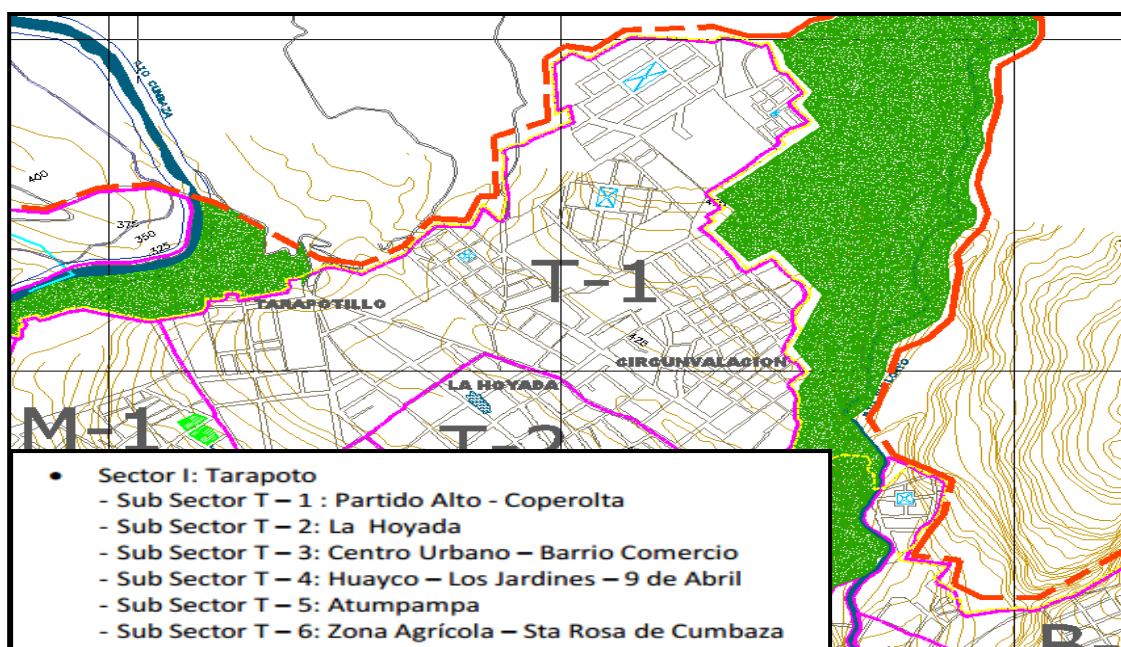 RIO CUMBAZA
400
375
350
325
T-1
TARAPOTILLO
425
CIRCUNVALACION
LA HOYADA
M-1
T-2
• Sector I: Tarapoto
- Sub Sector T – 1 : Partido Alto - Coperolta
- Sub Sector T – 2: La Hoyada
- Sub Sector T – 3: Centro Urbano – Barrio Comercio
- Sub Sector T – 4: Huayco – Los Jardines – 9 de Abril
- Sub Sector T – 5: Atumpampa
- Sub Sector T – 6: Zona Agrícola – Sta Rosa de Cumbaza